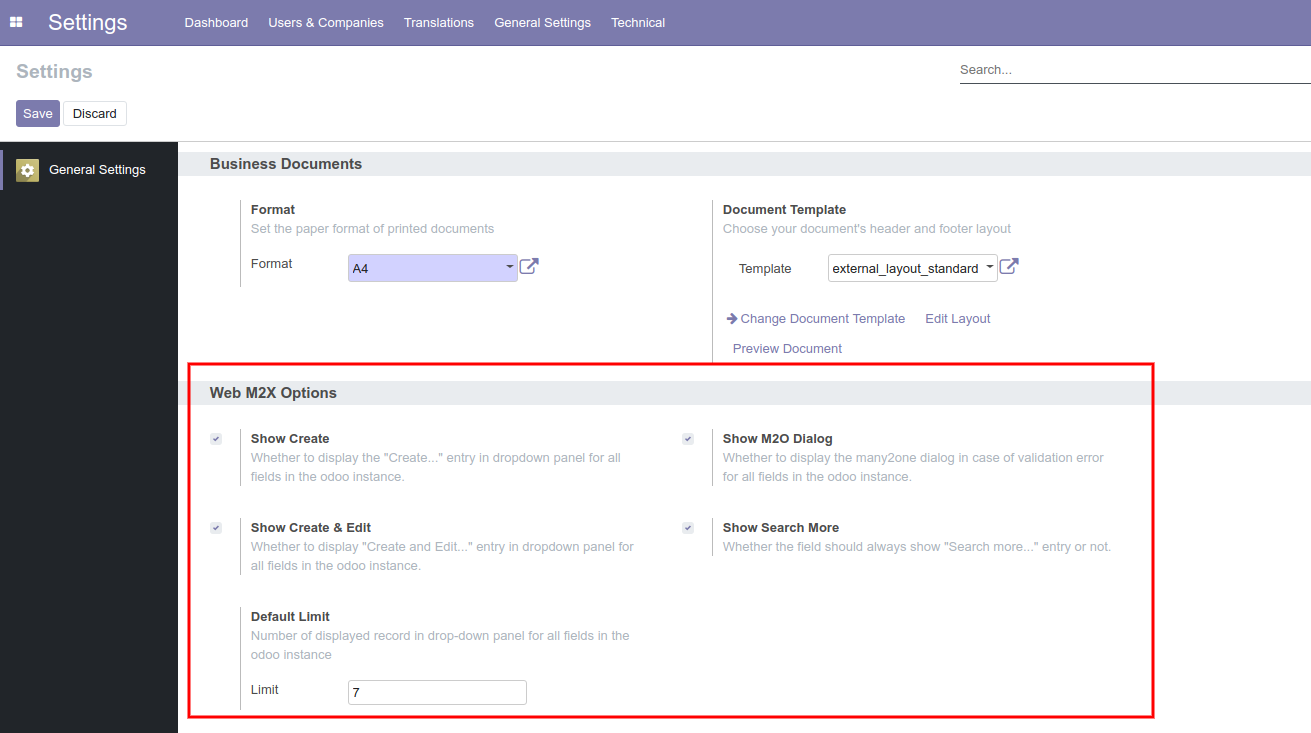 Settings
Dashboard Users & Companies Translations General Settings Technical
Settings
Search...
Save Discard
General Settings
Business Documents
Format
Set the paper format of printed documents
Format A4
Document Template
Choose your document's header and footer layout
Template external_layout_standard
Change Document Template Edit Layout
Preview Document
Web M2X Options
Show Create
Whether to display the "Create..." entry in dropdown panel for all
fields in the odoo instance.
Show M2O Dialog
Whether to display the many2one dialog in case of validation error
for all fields in the odoo instance.
Show Create & Edit
Whether to display "Create and Edit..." entry in dropdown panel for
all fields in the odoo instance.
Show Search More
Whether the field should always show "Search more..." entry or not.
Default Limit
Number of displayed record in drop-down panel for all fields in the
odoo instance
Limit 7